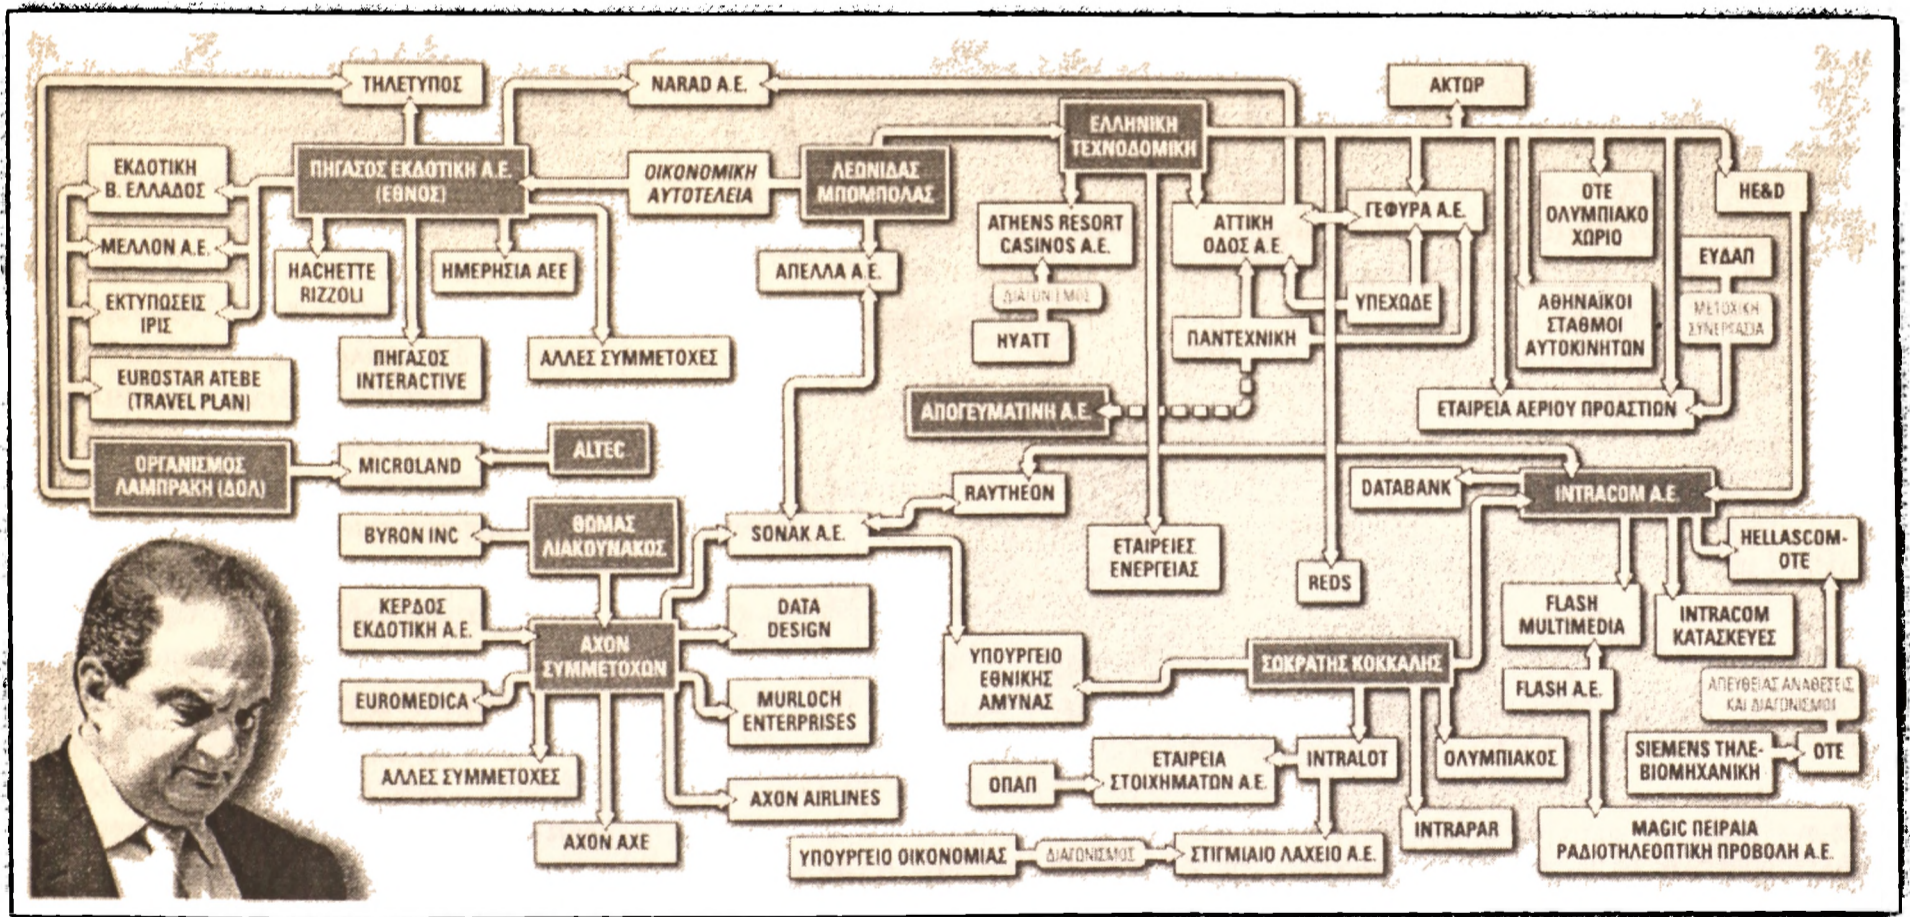 ΤΗΛΕΤΥΠΟΣ
NARAD Α.Ε.
ΑΚΤΩΡ
ΕΛΛΗΝΙΚΗ
ΤΕΧΝΟΔΟΜΙΚΗ
ΕΚΔΟΤΙΚΗ
Β. ΕΛΛΑΔΟΣ
ΠΗΓΑΣΟΣ ΕΚΔΟΤΙΚΗ Α.Ε.
(ΕΘΝΟΣ)
ΟΙΚΟΝΟΜΙΚΗ
ΑΥΤΟΤΕΛΕΙΑ
ΛΕΩΝΙΔΑΣ
ΜΠΟΜΠΟΛΑΣ
ATHENS RESORT
CASINOS Α.Ε.
ΑΤΤΙΚΗ
ΟΔΟΣ Α.Ε.
ΓΕΦΥΡΑ Α.Ε.
ΟΤΕ
ΟΛΥΜΠΙΑΚΟ
ΧΩΡΙΟ
HE&D
ΜΕΛΛΟΝ Α.Ε.
HACHETTE
RIZZOLI
ΗΜΕΡΗΣΙΑ ΑΕΕ
ΑΠΕΛΛΑ Α.Ε.
ΔΙΑΓΩΝΙΣΜΟΣ
HYATT
ΥΠΕΧΩΔΕ
ΠΑΝΤΕΧΝΙΚΗ
ΑΘΗΝΑΪΚΟΙ
ΣΤΑΘΜΟΙ
ΑΥΤΟΚΙΝΗΤΩΝ
ΕΥΔΑΠ
ΜΕΤΟΧΙΚΗ
ΣΥΝΕΡΓΑΣΙΑ
ΕΚΤΥΠΩΣΕΙΣ
ΙΡΙΣ
ΠΗΓΑΣΟΣ
INTERACTIVE
ΑΛΛΕΣ ΣΥΜΜΕΤΟΧΕΣ
EUROSTAR ATEBE
(TRAVEL PLAN)
ΑΠΟΓΕΥΜΑΤΙΝΗ Α.Ε.
ΕΤΑΙΡΕΙΑ ΑΕΡΙΟΥ ΠΡΟΑΣΤΙΩΝ
ΟΡΓΑΝΙΣΜΟΣ
ΛΑΜΠΡΑΚΗ (ΔΟΛ)
MICROLAND
ALTEC
RAYTHEON
DATABANK
INTRACOM Α.Ε.
BYRON INC
ΘΩΜΑΣ
ΛΙΑΚΟΥΝΑΚΟΣ
SONAK Α.Ε.
ΕΤΑΙΡΕΙΕΣ
ΕΝΕΡΓΕΙΑΣ
REDS
HELLASCOM-
ΟΤΕ
ΚΕΡΔΟΣ
ΕΚΔΟΤΙΚΗ Α.Ε.
ΑΧΟΝ
ΣΥΜΜΕΤΟΧΩΝ
DATA
DESIGN
FLASH
MULTIMEDIA
INTRACOM
ΚΑΤΑΣΚΕΥΕΣ
ΥΠΟΥΡΓΕΙΟ
ΕΘΝΙΚΗΣ
ΑΜΥΝΑΣ
ΣΩΚΡΑΤΗΣ ΚΟΚΚΑΛΗΣ
FLASH Α.Ε.
ΑΠΕΥΘΕΙΑΣ ΑΝΑΘΕΣΕΙΣ
ΚΑΙ ΔΙΑΓΩΝΙΣΜΟΙ
EUROMEDICA
MURLOCH
ENTERPRISES
ΑΛΛΕΣ ΣΥΜΜΕΤΟΧΕΣ
AXON AIRLINES
ΑΧΟΝ ΑΧΕ
ΟΠΑΠ
ΕΤΑΙΡΕΙΑ
ΣΤΟΙΧΗΜΑΤΩΝ Α.Ε.
INTRALOT
ΟΛΥΜΠΙΑΚΟΣ
SIEMENS ΤΗΛΕ-
ΒΙΟΜΗΧΑΝΙΚΗ
ΟΤΕ
INTRAPAR
ΥΠΟΥΡΓΕΙΟ ΟΙΚΟΝΟΜΙΑΣ
ΔΙΑΓΩΝΙΣΜΟΣ
ΣΤΙΓΜΙΑΙΟ ΛΑΧΕΙΟ Α.Ε.
MAGIC ΠΕΙΡΑΙΑ
ΡΑΔΙΟΤΗΛΕΟΠΤΙΚΗ ΠΡΟΒΟΛΗ Α.Ε.